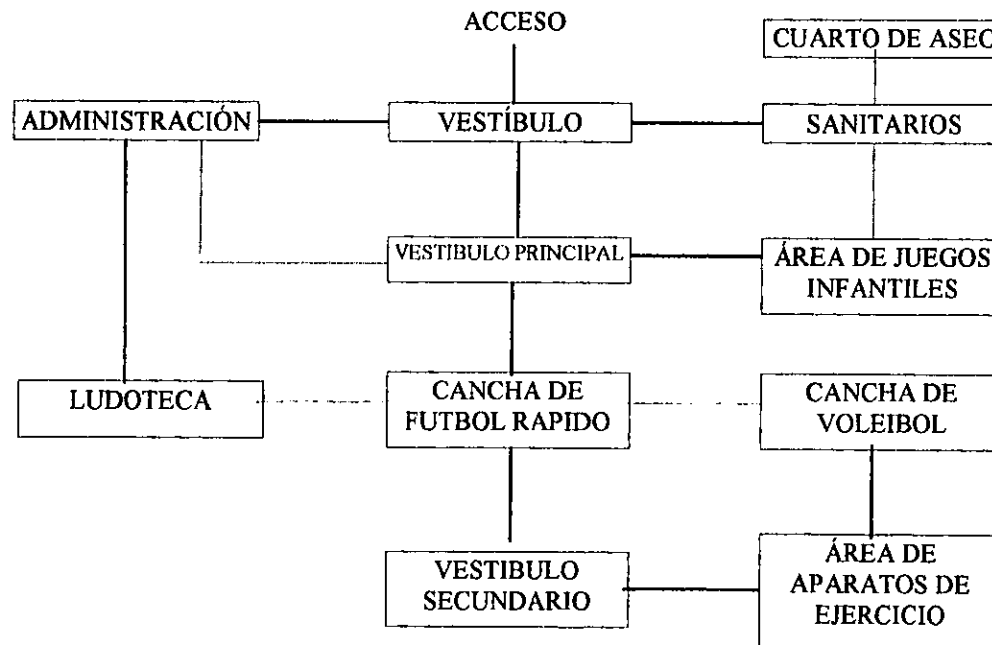 ACCESO
CUARTO DE ASEO
ADMINISTRACIÓN
VESTÍBULO
SANITARIOS
VESTIBULO PRINCIPAL
ÁREA DE JUEGOS
INFANTILES
LUDOTECA
CANCHA DE
FUTBOL RAPIDO
CANCHA DE
VOLEIBOL
VESTIBULO
SECUNDARIO
ÁREA DE
APARATOS DE
EJERCICIO